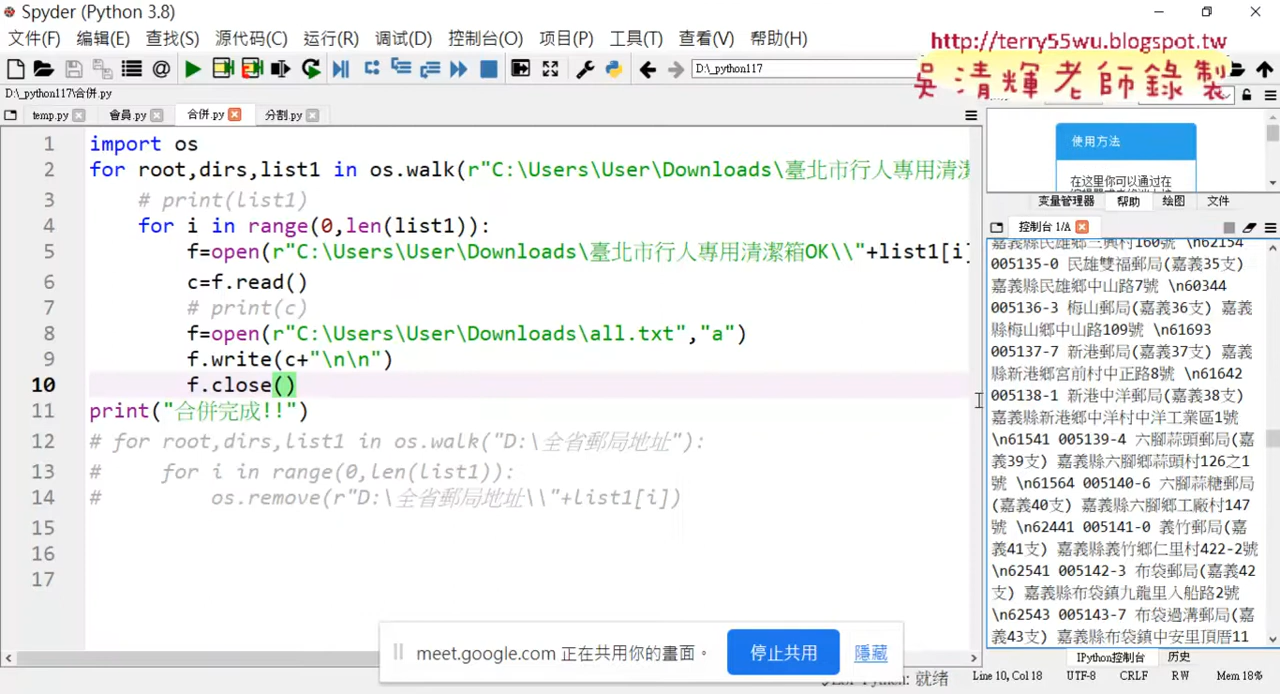 Spyder (Python 3.8)
文件(F) 编辑(E) 查找(S) 源代码(C) 运行(R) 调试(D) 控制台(O) 项目(P) 工具(T) 查看(V) 帮助(H)
http://terry55wu.blogspot.tw
吳清輝老師錄製
D:\_python117
D:\_python117\合併.py
temp.py 會員.py 合併.py 分割.py
1 import os
2 for root,dirs,list1 in os.walk(r"C:\Users\User\Downloads\臺北市行人專用清潔
3 # print(list1)
4 for i in range(0,len(list1)):
5 f=open(r"C:\Users\User\Downloads\臺北市行人專用清潔箱OK\\"+list1[i]
6 c=f.read()
7 # print(c)
8 f=open(r"C:\Users\User\Downloads\all.txt","a")
9 f.write(c+"\n\n")
10 f.close()
11 print("合併完成!!")
12 # for root,dirs,list1 in os.walk("D:\全省郵局地址"):
13 # for i in range(0,len(list1)):
14 # os.remove(r"D:\全省郵局地址\\"+list1[i])
15
16
17
使用方法
在这里你可以通过在
变量管理器 帮助 绘图 文件
控制台 1/A
嘉義縣民雄鄉三興村160號 \n62154
005135-0 民雄雙福郵局(嘉義35支)
嘉義縣民雄鄉中山路7號 \n60344
005136-3 梅山郵局(嘉義36支) 嘉義
縣梅山鄉中山路109號 \n61693
005137-7 新港郵局(嘉義37支) 嘉義
縣新港鄉宮前村中正路8號 \n61642
005138-1 新港中洋郵局(嘉義38支)
嘉義縣新港鄉中洋村中洋工業區1號
\n61541 005139-4 六腳蒜頭郵局(嘉
義39支) 嘉義縣六腳鄉蒜頭村126之1
號 \n61564 005140-6 六腳蒜糖郵局
(嘉義40支) 嘉義縣六腳鄉工廠村147
號 \n62441 005141-0 義竹郵局(嘉
義41支) 嘉義縣義竹鄉仁里村422-2號
\n62541 005142-3 布袋郵局(嘉義42
支) 嘉義縣布袋鎮九龍里入船路2號
\n62543 005143-7 布袋過溝郵局(嘉
義43支) 嘉義縣布袋鎮中安里頂厝11
IPython控制台 历史
meet.google.com 正在共用你的畫面。 停止共用 隱藏
Python: 就绪 Line 10, Col 18 UTF-8 CRLF RW Mem 18%